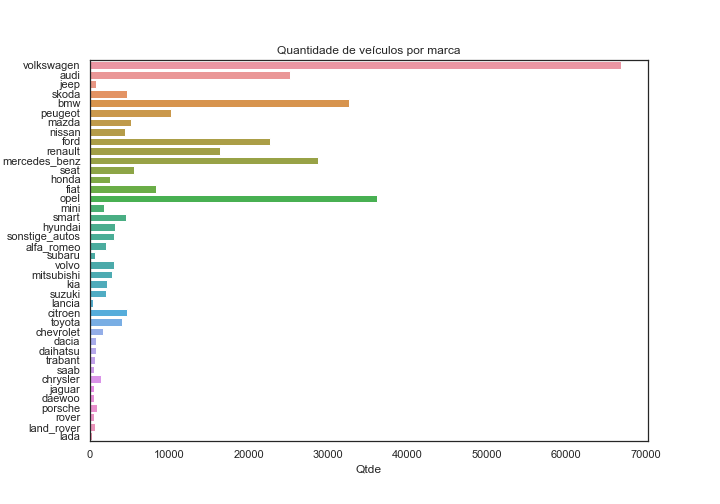 Quantidade de veículos por marca
volkswagen
audi
jeep
skoda
bmw
peugeot
mazda
nissan
ford
renault
mercedes_benz
seat
honda
fiat
opel
mini
smart
hyundai
sonstige_autos
alfa_romeo
subaru
volvo
mitsubishi
kia
suzuki
lancia
citroen
toyota
chevrolet
dacia
daihatsu
trabant
saab
chrysler
jaguar
daewoo
porsche
rover
land_rover
lada
0 10000 20000 30000 40000 50000 60000 70000
Qtde